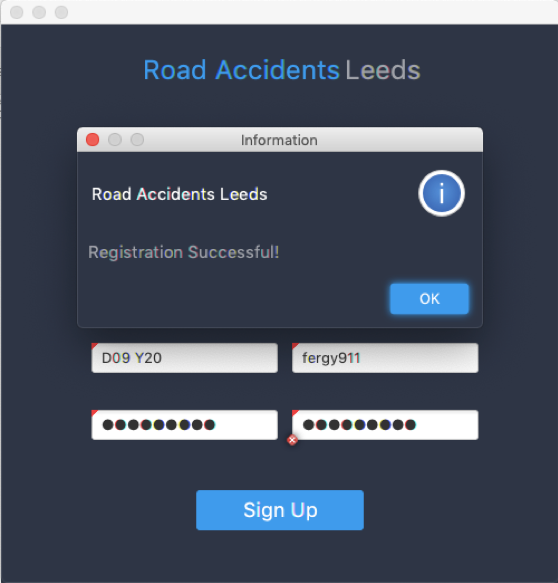 Road Accidents Leeds
Information
Road Accidents Leeds
i
Registration Successful!
OK
D09 Y20 fergy911
Sign Up